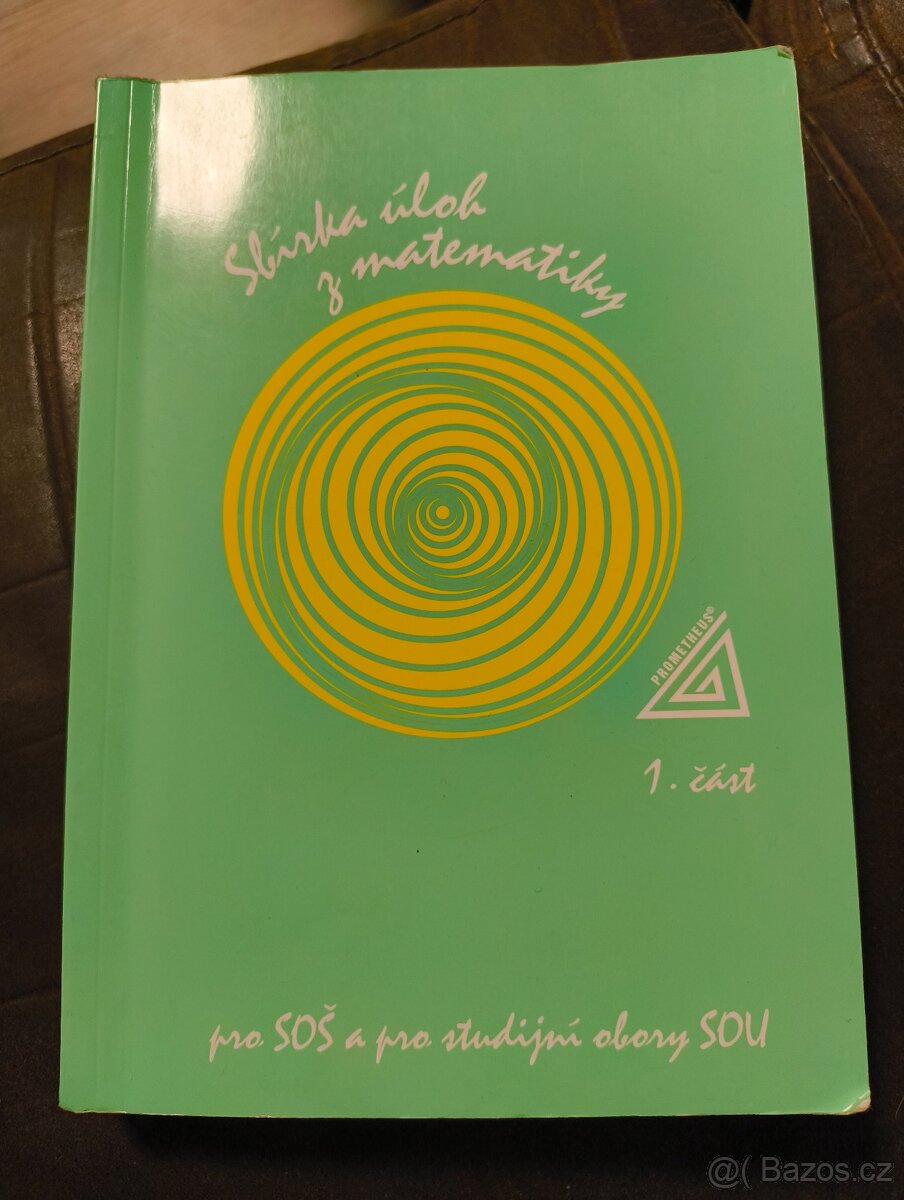 Sbírka úloh
z matematiky
PROMETHEUS®
1. část
pro SOŠ a pro studijní obory SOU
@( Bazos.cz